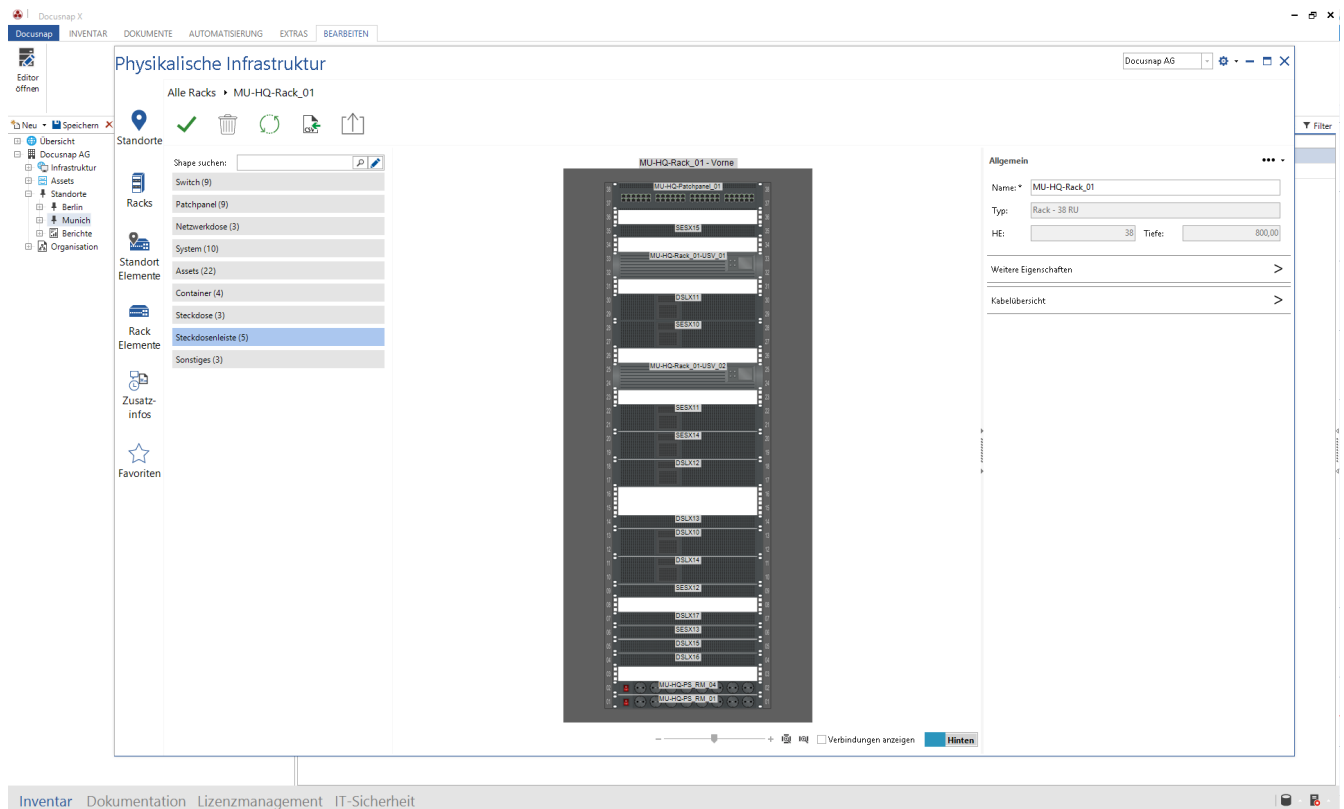 Docusnap X
Docusnap INVENTAR DOKUMENTE AUTOMATISIERUNG EXTRAS BEARBEITEN
Editor
öffnen
Physikalische Infrastruktur
Docusnap AG
Alle Racks MU-HQ-Rack_01
Neu Speichern
Filter
Übersicht
Docusnap AG
Infrastruktur
Assets
Standorte
Berlin
Munich
Berichte
Organisation
Standorte
Racks
Standort
Elemente
Rack
Elemente
Zusatz-
infos
Favoriten
Shape suchen:
Switch (9)
Patchpanel (9)
Netzwerkdose (3)
System (10)
Assets (22)
Container (4)
Steckdose (3)
Steckdosenleiste (5)
Sonstiges (3)
MU-HQ-Rack_01 - Vorne
MU-HQ-Patchpanel_01
SESX15
MU-HQ-Rack_01-USV_01
DSLX11
SESX10
MU-HQ-Rack_01-USV_02
SESX11
SESX14
DSLX12
DSLX13
DSLX10
DSLX14
SESX12
DSLX17
SESX13
DSLX15
DSLX16
MU-HQ-PS_RM_04
MU-HQ-PS_RM_01
Verbindungen anzeigen Hinten
Allgemein
Name: * MU-HQ-Rack_01
Typ: Rack - 38 RU
HE: 38 Tiefe: 800,00
Weitere Eigenschaften
Kabelübersicht
Inventar Dokumentation Lizenzmanagement IT-Sicherheit